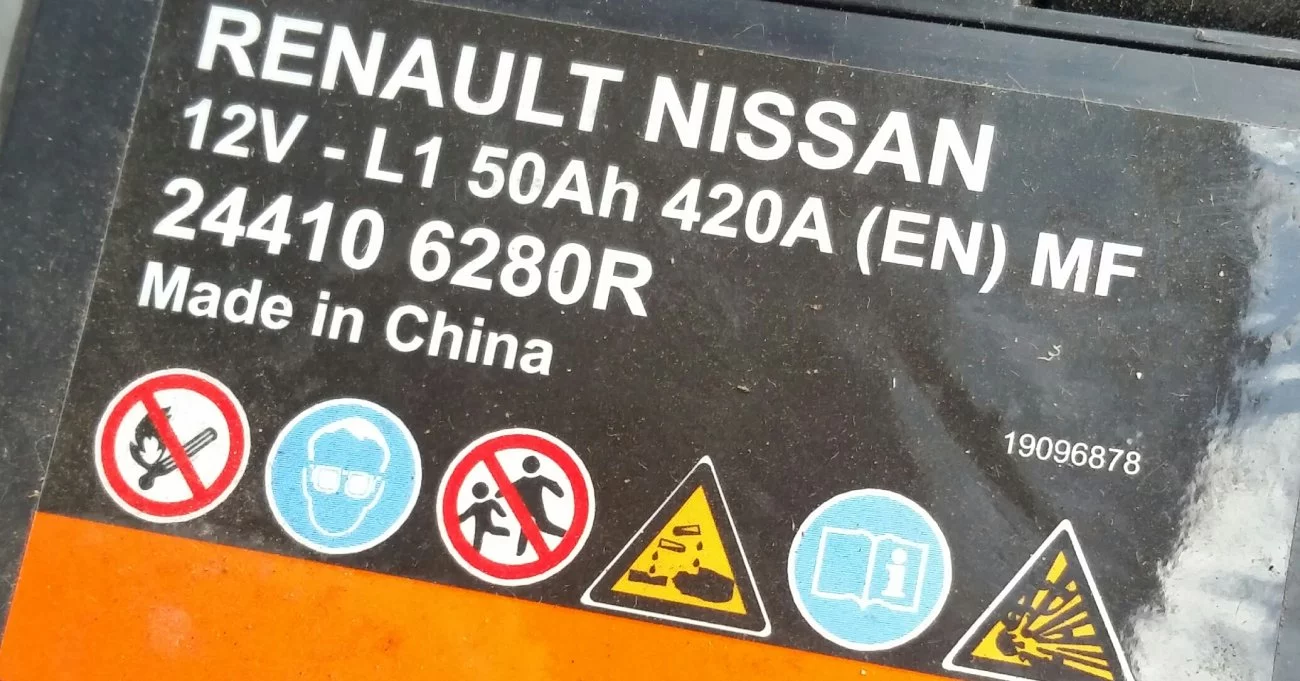 RENAULT NISSAN
12V - L1 50Ah 420A (EN) MF
24410 6280R
Made in China
19096878
i